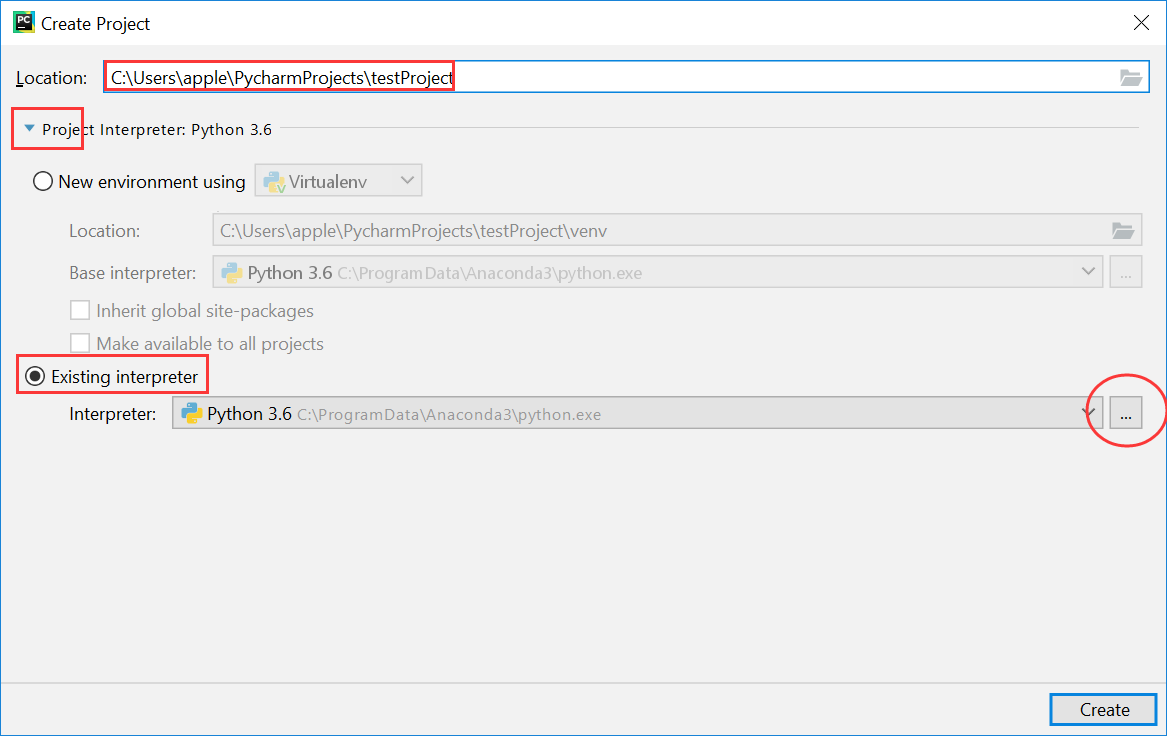 PC Create Project
Location: C:\Users\apple\PycharmProjects\testProject
Project Interpreter: Python 3.6
New environment using Virtualenv
Location: C:\Users\apple\PycharmProjects\testProject\venv
Base interpreter: Python 3.6 C:\ProgramData\Anaconda3\python.exe ...
Inherit global site-packages
Make available to all projects
Existing interpreter
Interpreter: Python 3.6 C:\ProgramData\Anaconda3\python.exe ...
Create